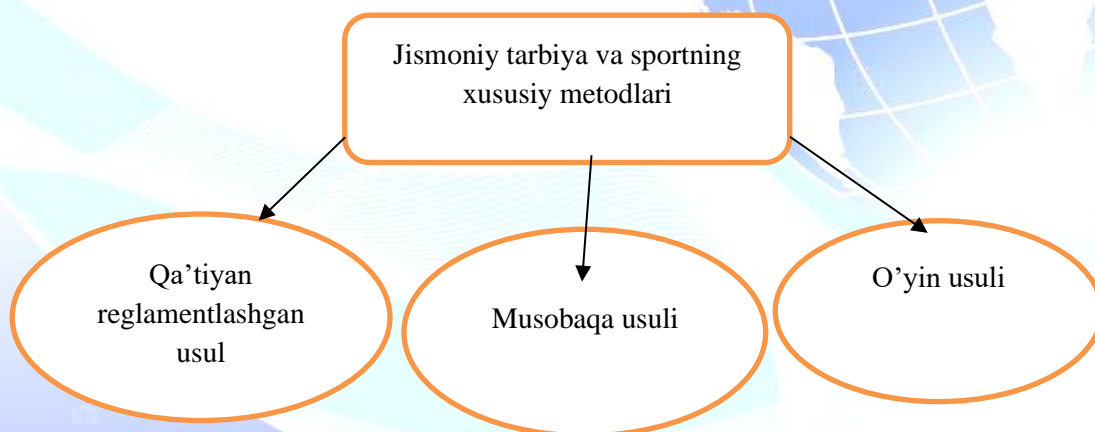 Jismoniy tarbiya va sportning
xususiy metodlari
Qa’tiyan
reglamentlashgan
usul
Musobaqa usuli
O’yin usuli